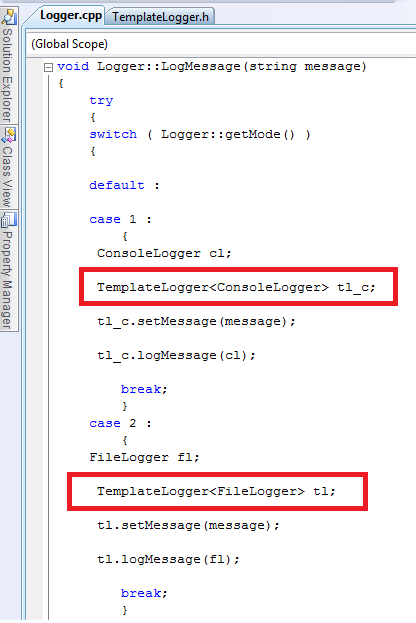 Logger.cpp TemplateLogger.h
(Global Scope)
Solution Explorer
Class View
Property Manager
void Logger::LogMessage(string message)
{
try
{
switch ( Logger::getMode() )
{
default :
case 1 :
{
ConsoleLogger cl;
TemplateLogger<ConsoleLogger> tl_c;
tl_c.setMessage(message);
tl_c.logMessage(cl);
break;
}
case 2 :
{
FileLogger fl;
TemplateLogger<FileLogger> tl;
tl.setMessage(message);
tl.logMessage(fl);
break;
}